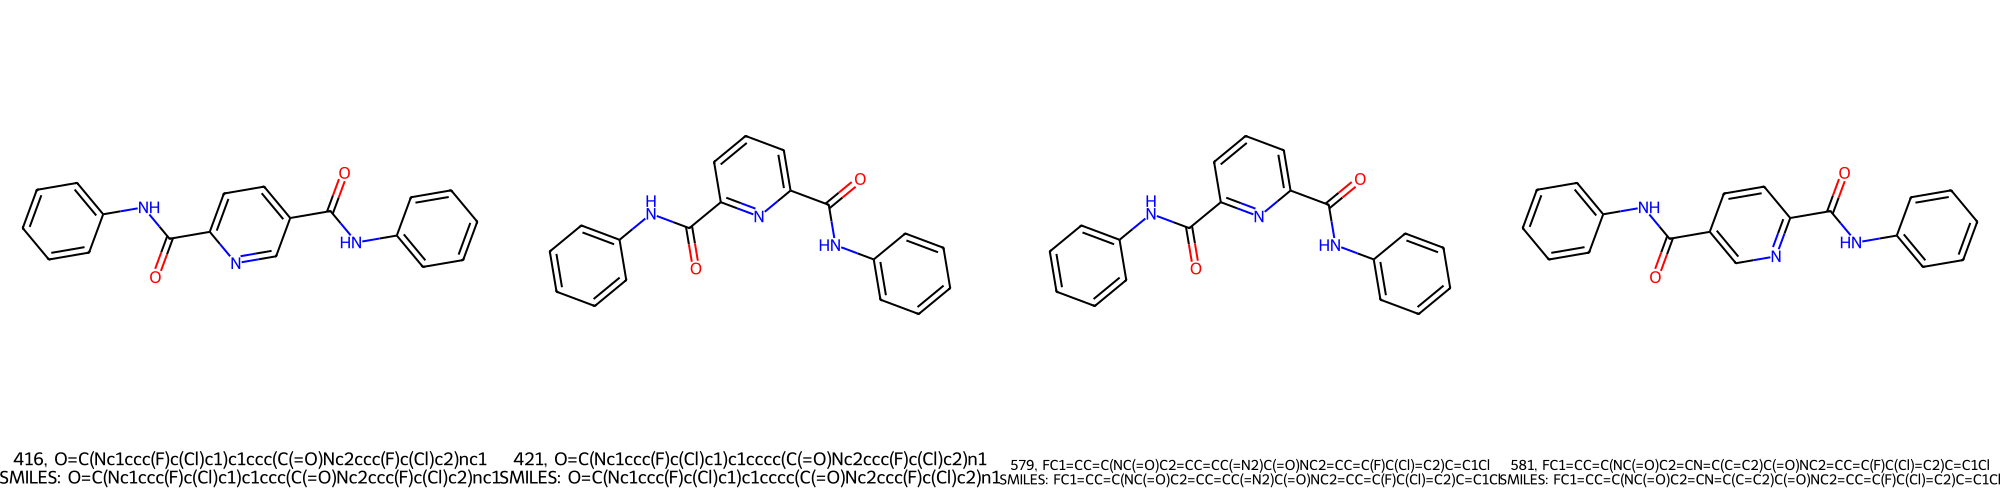 NH
O
N
O
HN
H
N
O
N
O
HN
H
N
O
N
O
HN
NH
O
N
O
HN
416, O=C(Nc1ccc(F)c(Cl)c1)c1ccc(C(=O)Nc2ccc(F)c(Cl)c2)nc1
SMILES: O=C(Nc1ccc(F)c(Cl)c1)c1ccc(C(=O)Nc2ccc(F)c(Cl)c2)nc1
421, O=C(Nc1ccc(F)c(Cl)c1)c1cccc(C(=O)Nc2ccc(F)c(Cl)c2)n1
SMILES: O=C(Nc1ccc(F)c(Cl)c1)c1cccc(C(=O)Nc2ccc(F)c(Cl)c2)n1
579, FC1=CC=C(NC(=O)C2=CC=CC(=N2)C(=O)NC2=CC=C(F)C(Cl)=C2)C=C1Cl
SMILES: FC1=CC=C(NC(=O)C2=CC=CC(=N2)C(=O)NC2=CC=C(F)C(Cl)=C2)C=C1Cl
581, FC1=CC=C(NC(=O)C2=CN=C(C=C2)C(=O)NC2=CC=C(F)C(Cl)=C2)C=C1Cl
SMILES: FC1=CC=C(NC(=O)C2=CN=C(C=C2)C(=O)NC2=CC=C(F)C(Cl)=C2)C=C1Cl